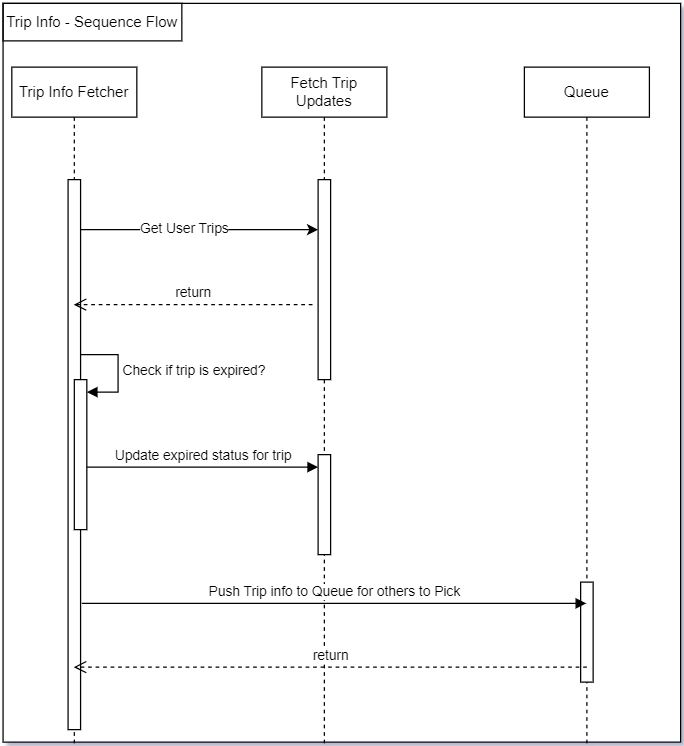 Trip Info - Sequence Flow
Trip Info Fetcher
Fetch Trip
Updates
Queue
Get User Trips
return
Check if trip is expired?
Update expired status for trip
Push Trip info to Queue for others to Pick
return